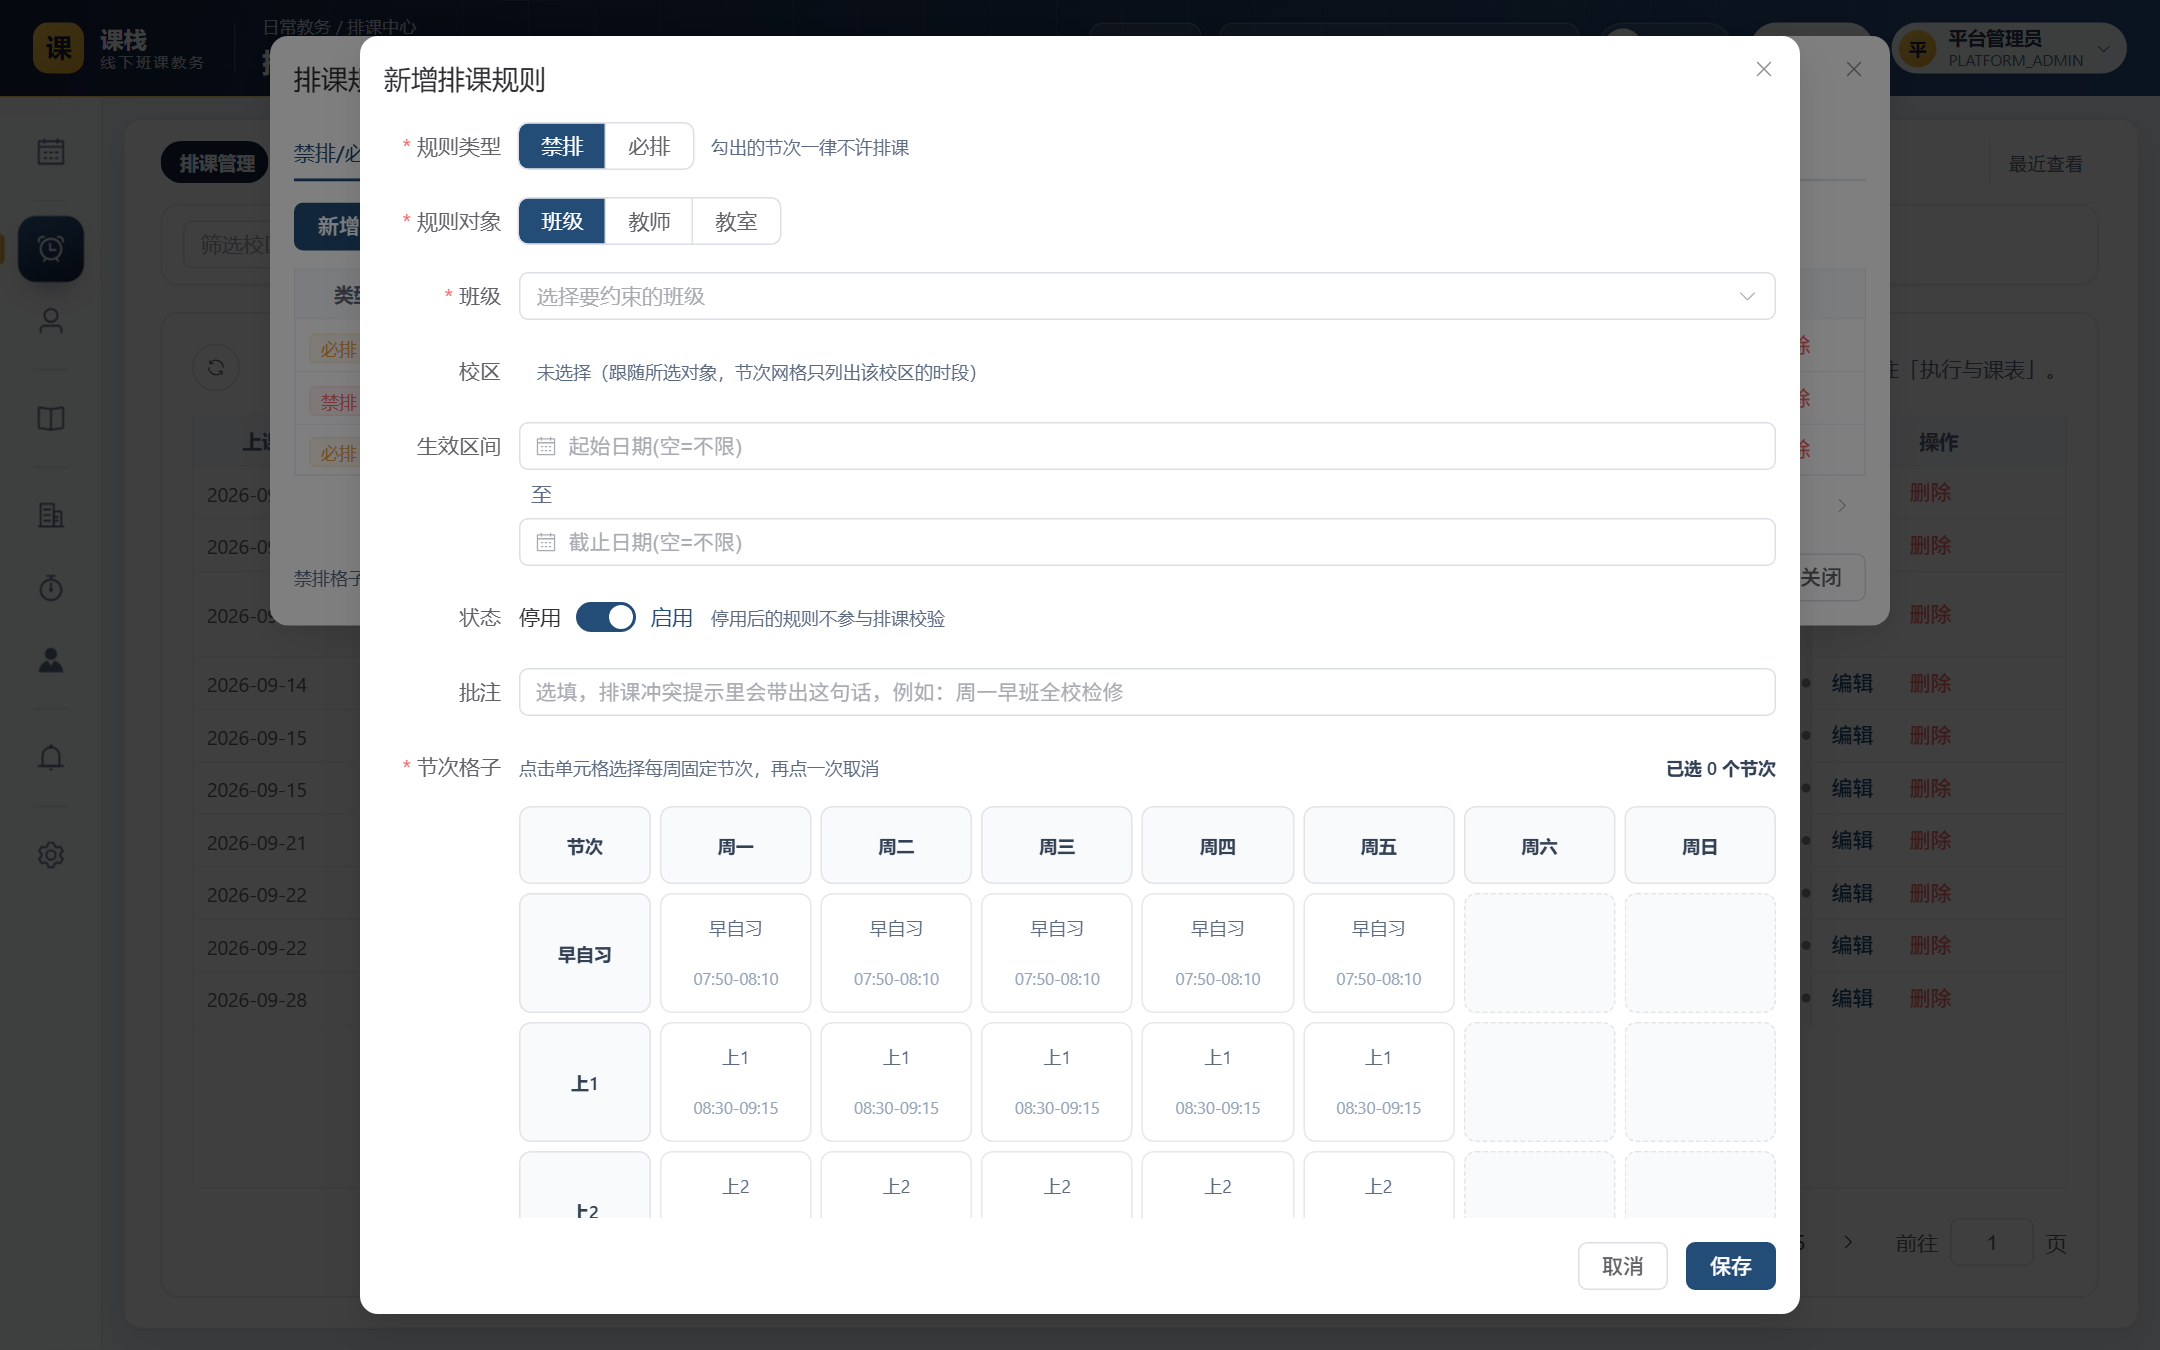 课
课栈
线下班课教务
日常教务 / 排课中心
平
平台管理员
PLATFORM_ADMIN
排课管理
最近查看
禁排/必
新增
必排
禁排
必排
禁排格子
关闭
「执行与课表」。
操作
2026-09-14
2026-09-15
2026-09-15
2026-09-21
2026-09-22
2026-09-22
2026-09-28
删除
删除
删除
编辑 删除
编辑 删除
编辑 删除
编辑 删除
编辑 删除
编辑 删除
编辑 删除
前往 1 页
新增排课规则
* 规则类型 禁排 必排 勾出的节次一律不许排课
* 规则对象 班级 教师 教室
* 班级 选择要约束的班级
校区 未选择（跟随所选对象，节次网格只列出该校区的时段）
生效区间 起始日期(空=不限)
至
截止日期(空=不限)
状态 停用 启用 停用后的规则不参与排课校验
批注 选填，排课冲突提示里会带出这句话，例如：周一早班全校检修
* 节次格子 点击单元格选择每周固定节次，再点一次取消 已选 0 个节次
节次 周一 周二 周三 周四 周五 周六 周日
早自习 早自习 早自习 早自习 早自习 早自习
07:50-08:10 07:50-08:10 07:50-08:10 07:50-08:10 07:50-08:10
上1 上1 上1 上1 上1 上1
08:30-09:15 08:30-09:15 08:30-09:15 08:30-09:15 08:30-09:15
上2 上2 上2 上2 上2 上2
取消 保存